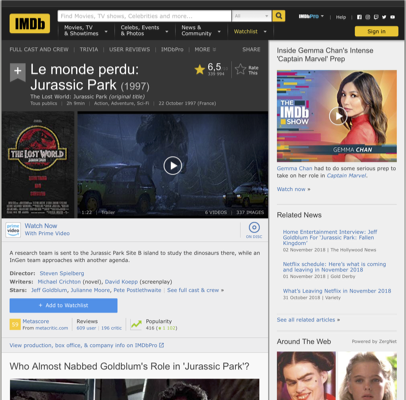 IMDb
Find Movies, TV shows, Celebrities and more...
All
Movies, TV & Showtimes
Celebs, Events & Photos
News & Community
Watchlist
IMDbPro
Help
Sign in
FULL CAST AND CREW | TRIVIA | USER REVIEWS | IMDbPro | MORE
SHARE
Le monde perdu: Jurassic Park (1997)
The Lost World: Jurassic Park (original title)
Tous publics | 2h 9min | Action, Adventure, Sci-Fi | 22 October 1997 (France)
6,5
Rate This
THE LOST WORLD
JURASSIC PARK
1:22 | Trailer
6 VIDEOS | 337 IMAGES
prime video
Watch Now
With Prime Video
ON DISC
A research team is sent to the Jurassic Park Site B island to study the dinosaurs there, while an
InGen team approaches with another agenda.
Director: Steven Spielberg
Writers: Michael Crichton (novel), David Koepp (screenplay)
Stars: Jeff Goldblum, Julianne Moore, Pete Postlethwaite | See full cast & crew »
+ Add to Watchlist
Metascore
From metacritic.com
Reviews
609 user | 196 critic
Popularity
416
View production, box office, & company info on IMDbPro
Who Almost Nabbed Goldblum's Role in 'Jurassic Park'?
Inside Gemma Chan's Intense
'Captain Marvel' Prep
THE IMDb SHOW
GEMMA CHAN
Gemma Chan had to do some serious prep
to take on her role in Captain Marvel.
Watch now »
Related News
Home Entertainment Interview: Jeff
Goldblum For 'Jurassic Park: Fallen
Kingdom'
02 November 2018 | The Hollywood News
Netflix schedule: Here's what is coming
and leaving in November 2018
01 November 2018 | Gold Derby
What's Leaving Netflix in November 2018
31 October 2018 | Variety
See all related articles »
Around The Web
Powered by ZergNet